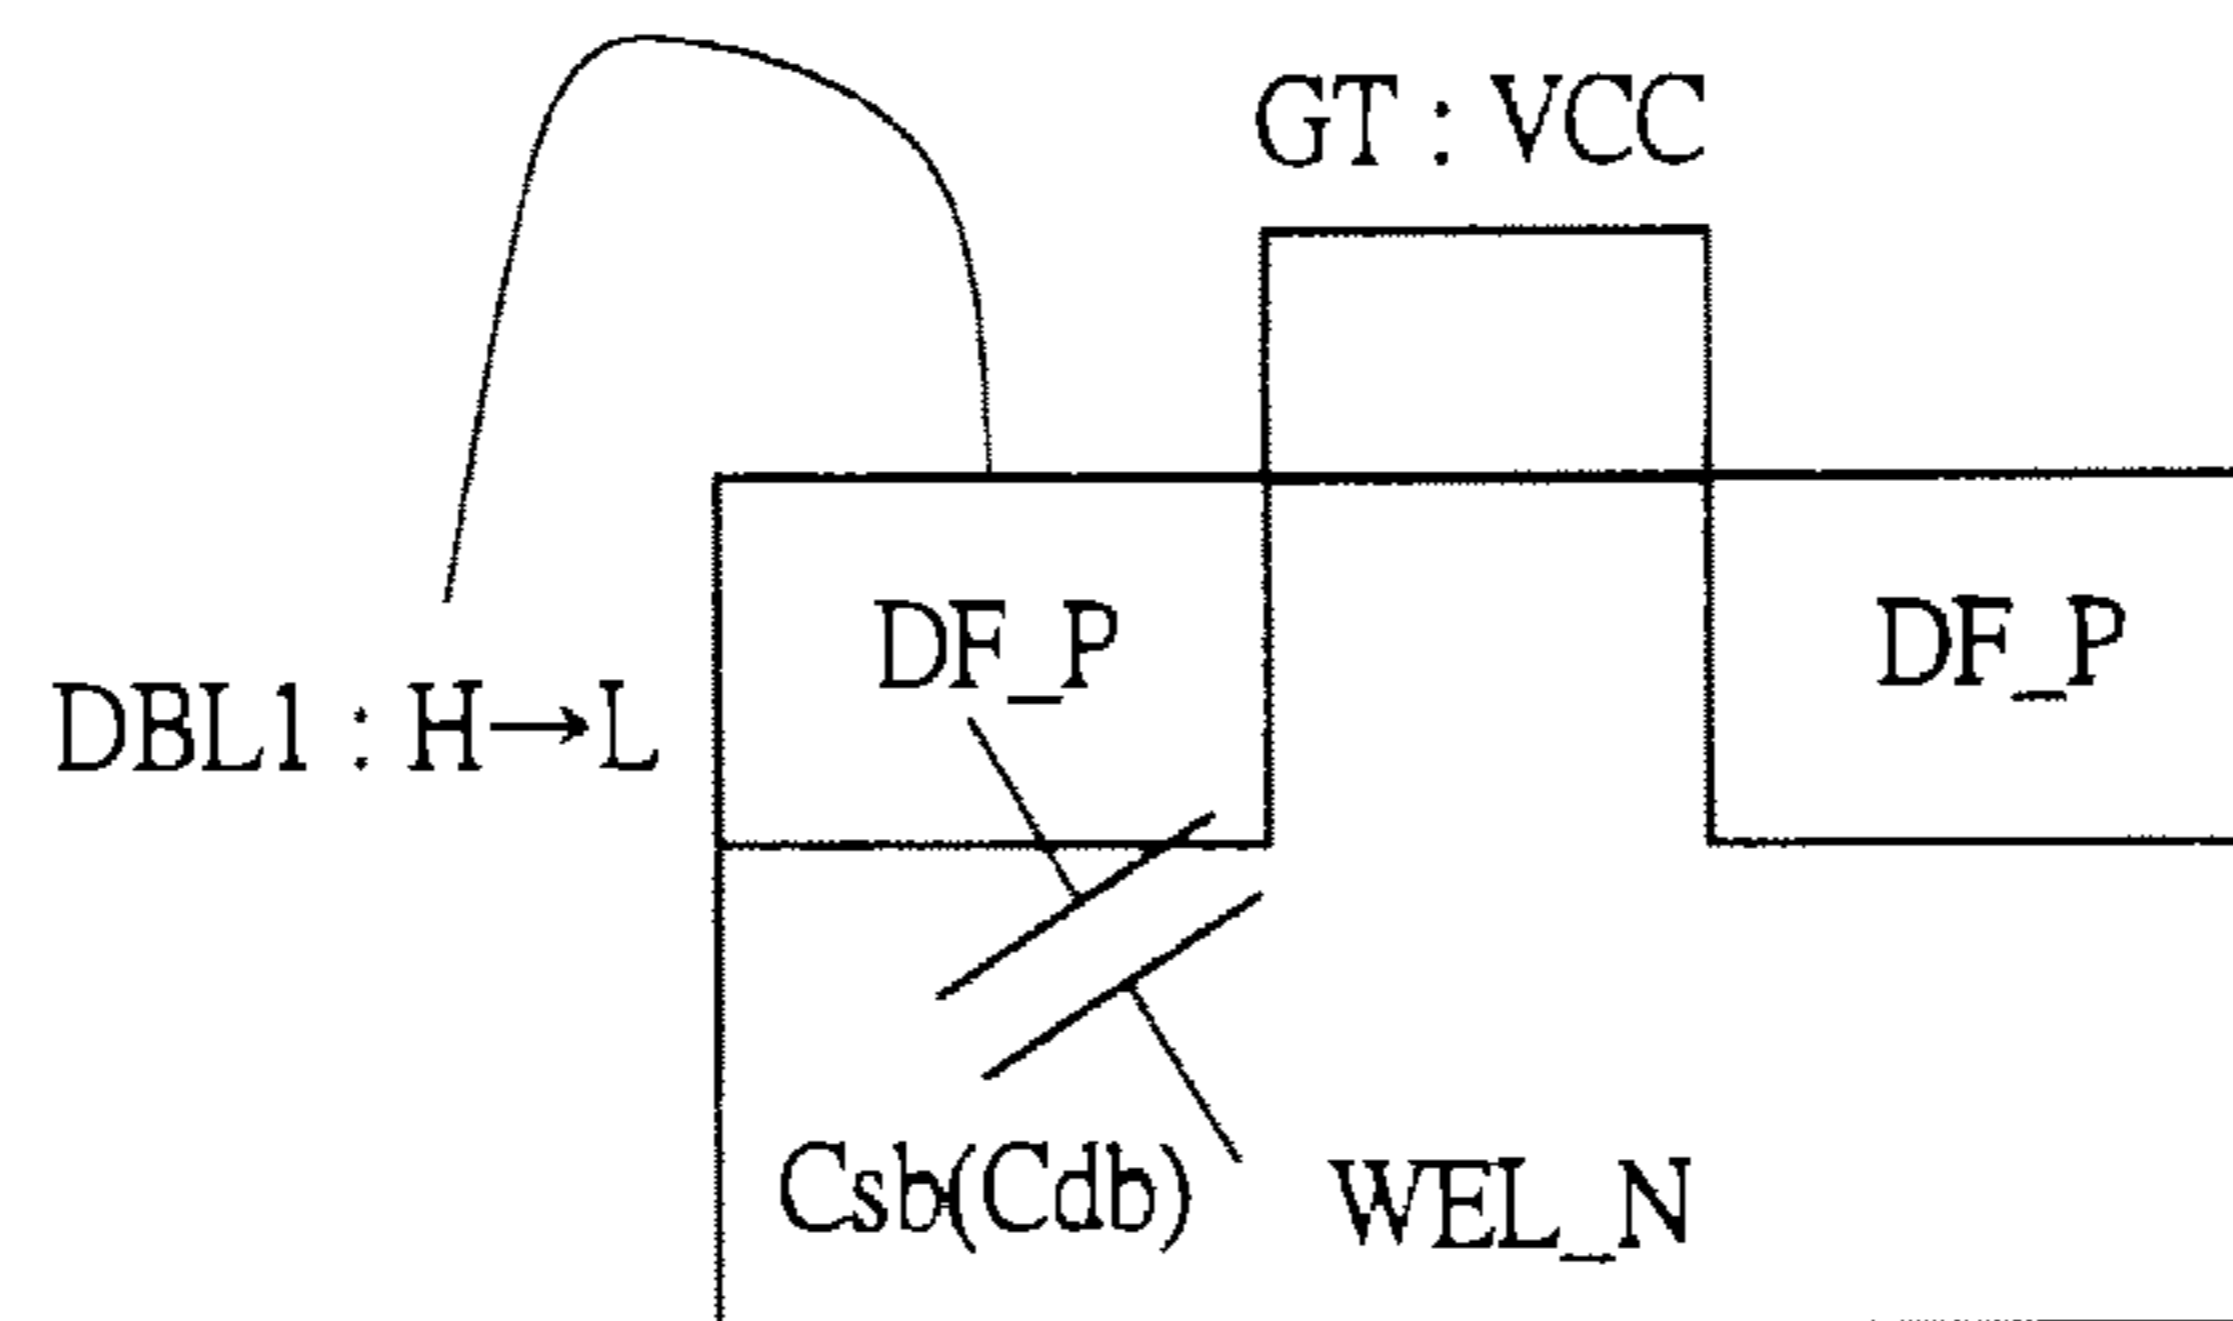 GT : VCC
DF_P
DF_P
DBL1 : H→L
Csb(Cdb)
WEL_N